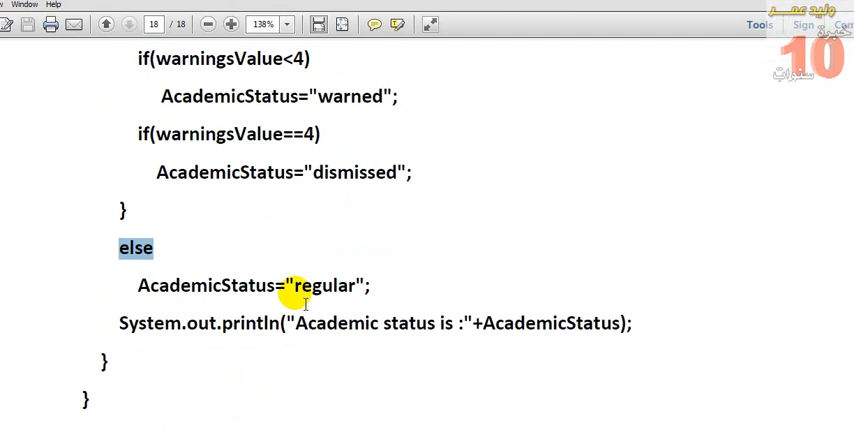 Window Help
وليد عمر
18 / 18 138% Tools Sign
خبرة
10
سنوات
if(warningsValue<4)
AcademicStatus="warned";
if(warningsValue==4)
AcademicStatus="dismissed";
}
else
AcademicStatus="regular";
System.out.println("Academic status is :"+AcademicStatus);
}
}